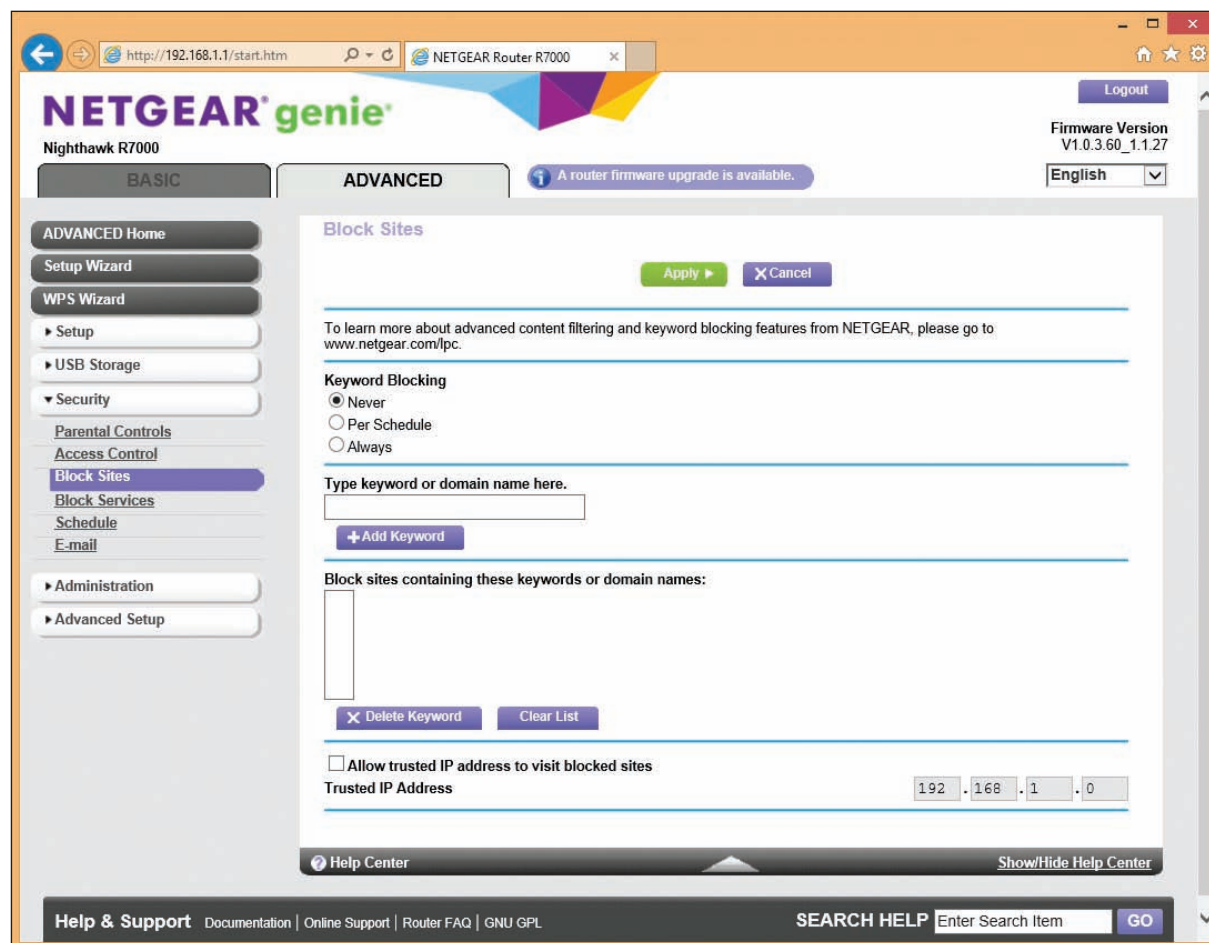 http://192.168.1.1/start.htm
NETGEAR Router R7000
NETGEAR® genie®
Logout
Nighthawk R7000
Firmware Version
V1.0.3.60_1.1.27
BASIC
ADVANCED
A router firmware upgrade is available.
English
ADVANCED Home
Setup Wizard
WPS Wizard
Setup
USB Storage
Security
Parental Controls
Access Control
Block Sites
Block Services
Schedule
E-mail
Administration
Advanced Setup
Block Sites
Apply
Cancel
To learn more about advanced content filtering and keyword blocking features from NETGEAR, please go to
www.netgear.com/lpc.
Keyword Blocking
Never
Per Schedule
Always
Type keyword or domain name here.
+Add Keyword
Block sites containing these keywords or domain names:
X Delete Keyword
Clear List
Allow trusted IP address to visit blocked sites
Trusted IP Address
192 . 168 . 1 . 0
Help Center
Show/Hide Help Center
Help & Support Documentation | Online Support | Router FAQ | GNU GPL
SEARCH HELP Enter Search Item GO